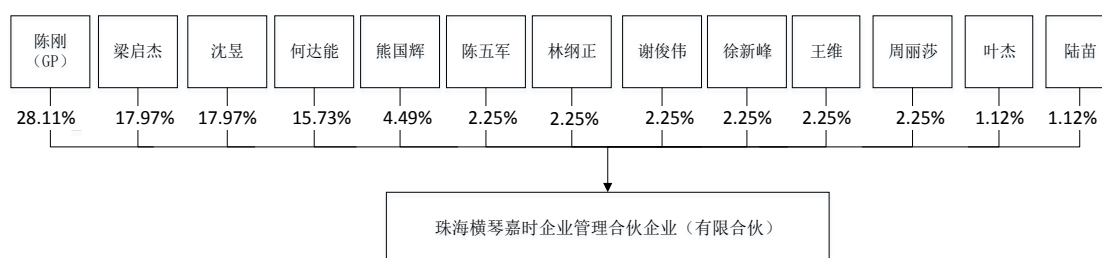 陈刚
（GP）
梁启杰
沈昱
何达能
熊国辉
陈五军
林纲正
谢俊伟
徐新峰
王维
周丽莎
叶杰
陆苗
28.11%
17.97%
17.97%
15.73%
4.49%
2.25%
2.25%
2.25%
2.25%
2.25%
2.25%
1.12%
1.12%
珠海横琴嘉时企业管理合伙企业（有限合伙）